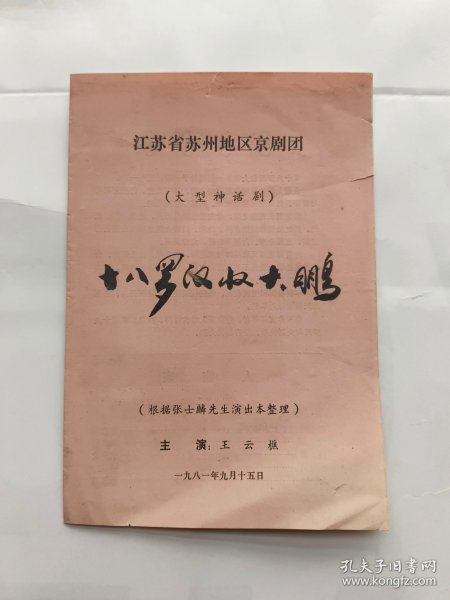 江苏省苏州地区京剧团
（大型神话剧）
十八罗汉收大鹏
（根据张士麟先生演出本整理）
主 演：王云樵
一九八一年九月十五日
孔夫子旧书网
www.kongfz.com